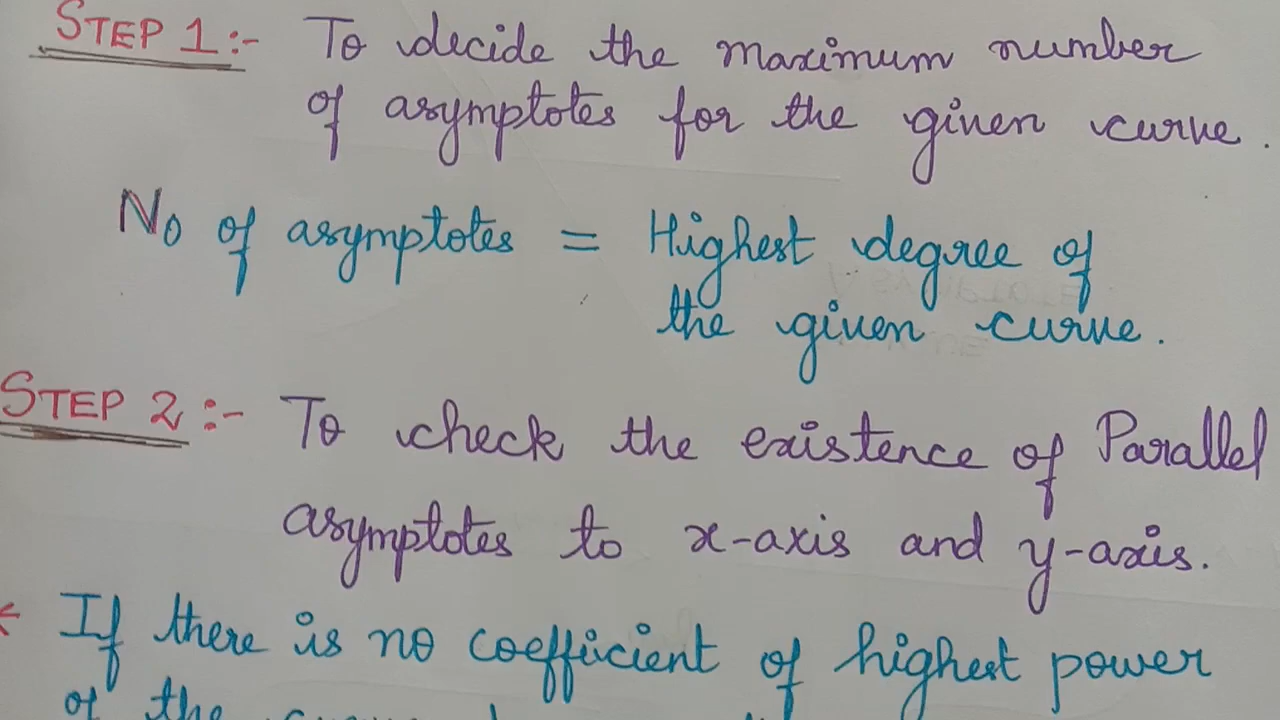 STEP 1:- To decide the maximum number
of asymptotes for the given curve.
No of asymptotes = Highest degree of
the given curve.
STEP 2:- To check the existence of Parallel
asymptotes to x-axis and y-axis.
If there is no coefficient of highest power
of the